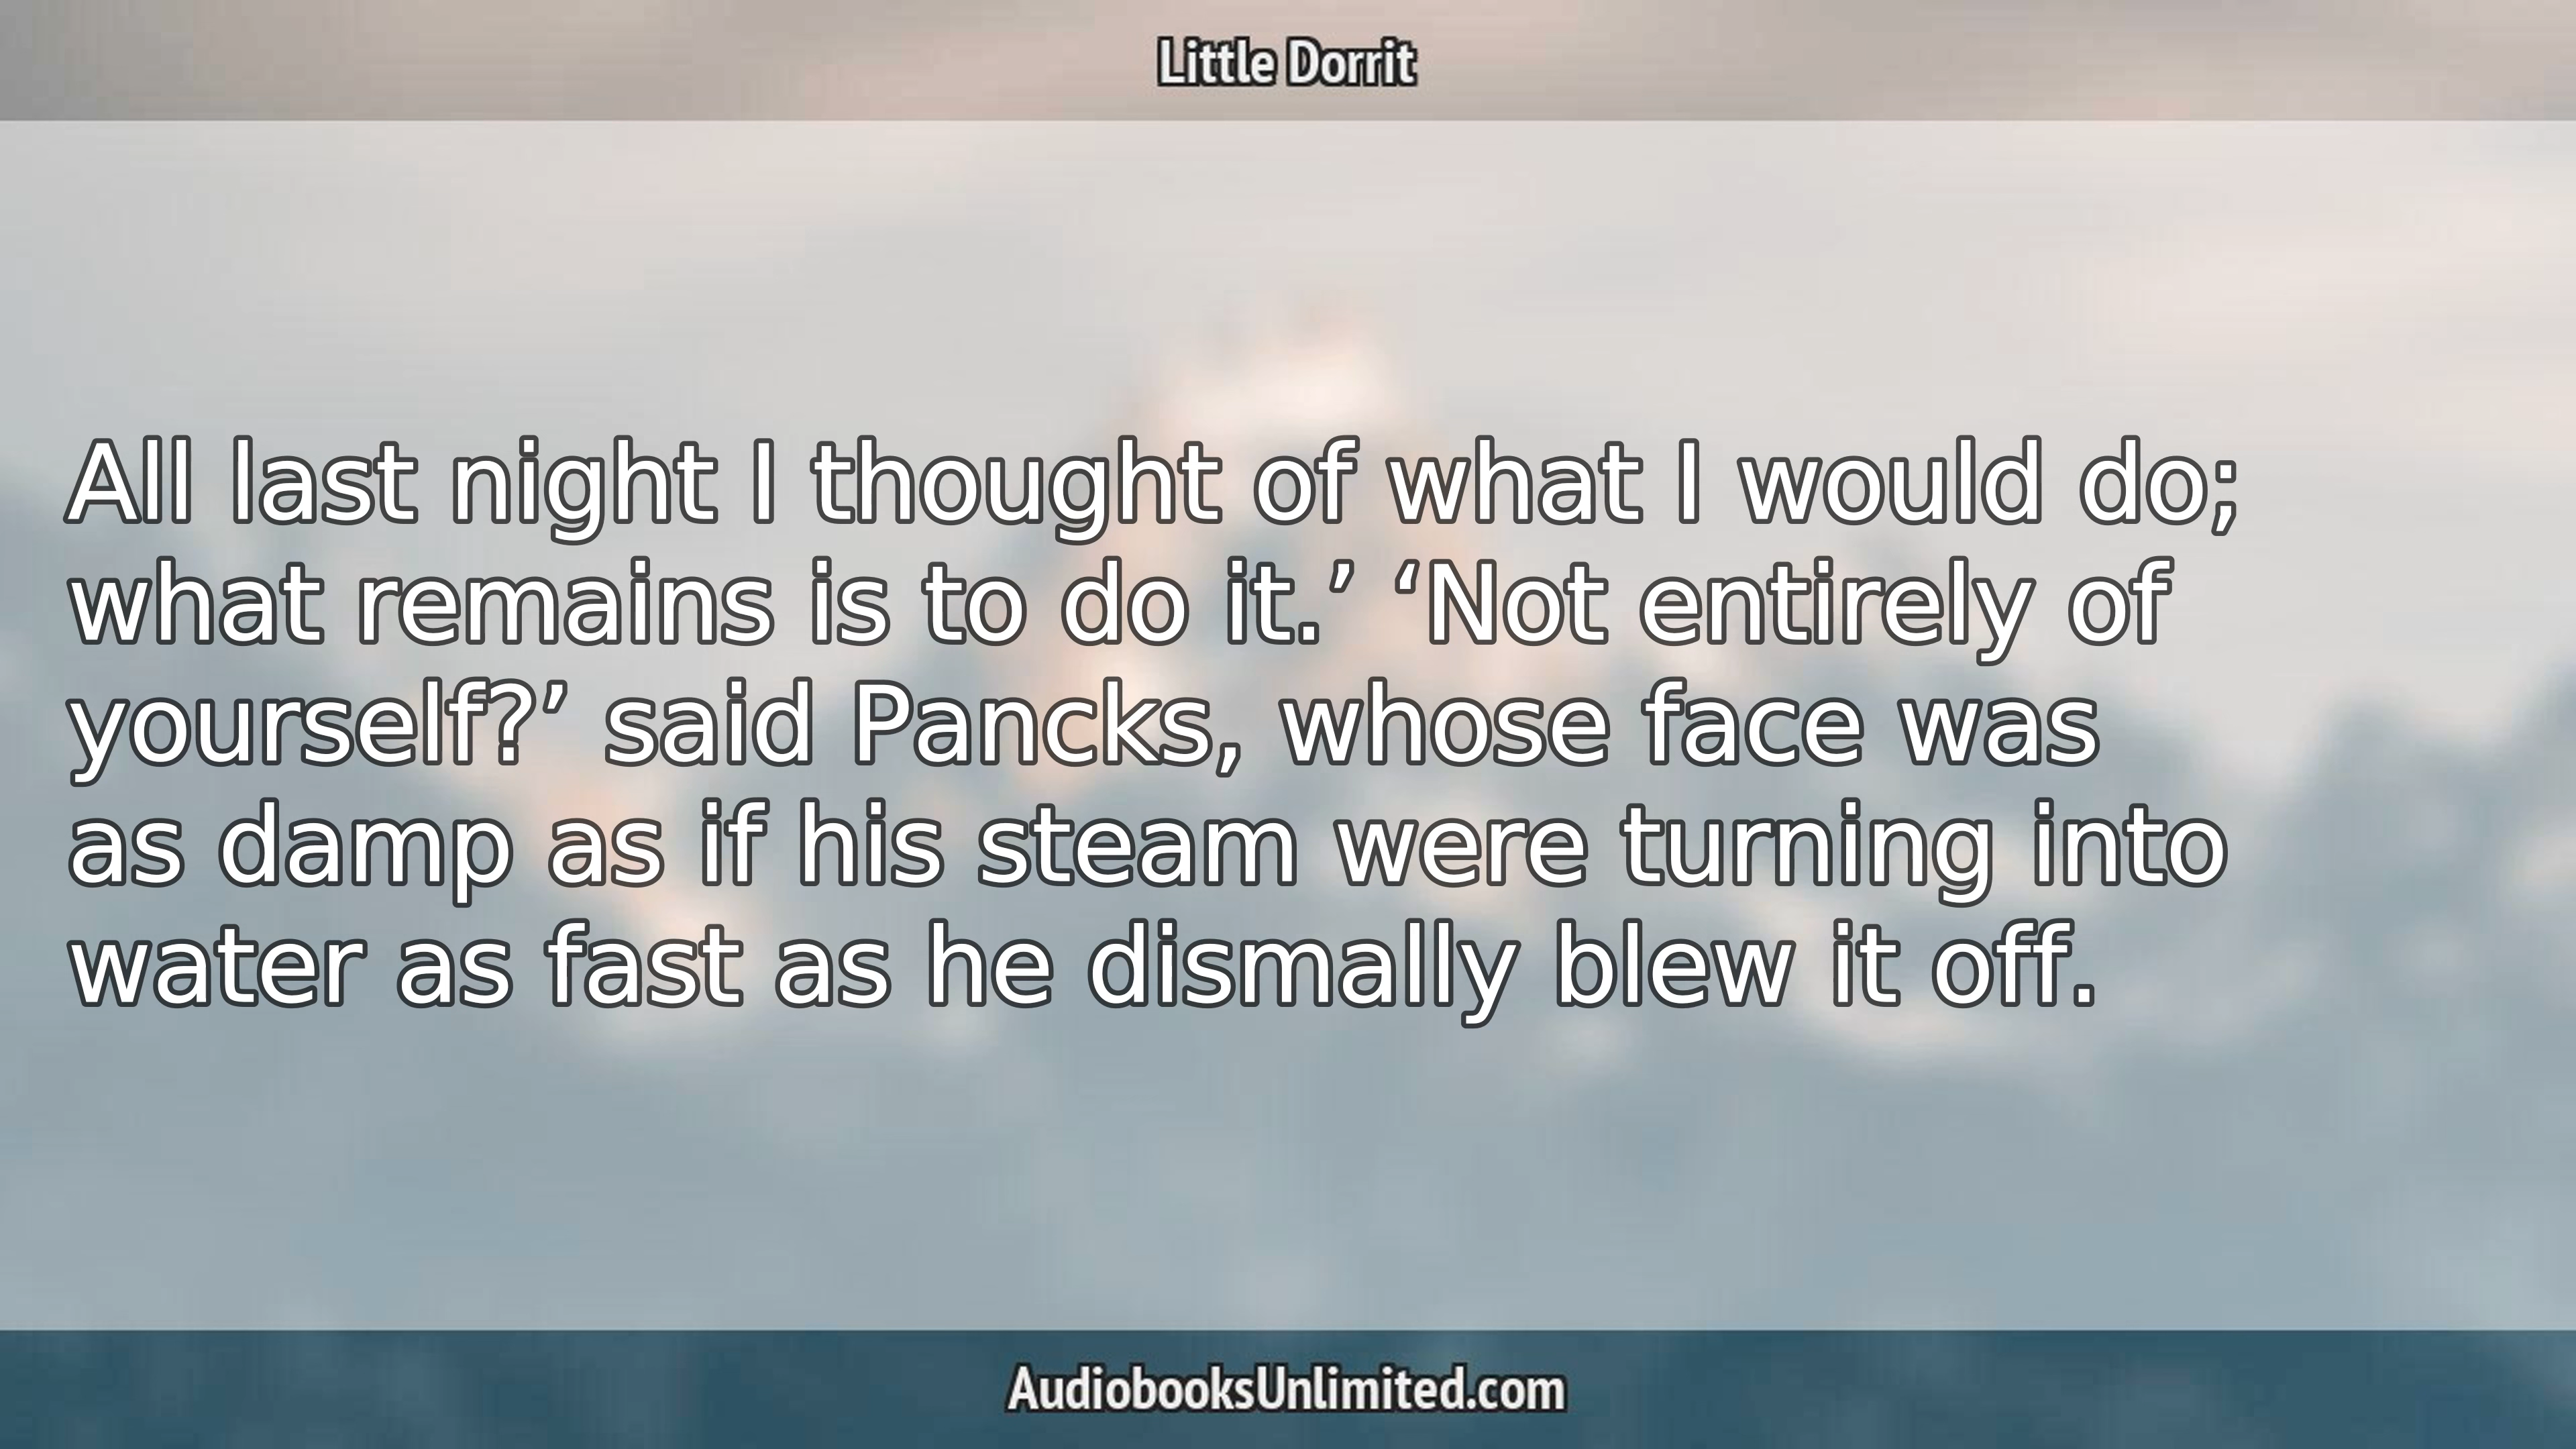 Little Dorrit
All last night I thought of what I would do;
what remains is to do it.’ ‘Not entirely of
yourself?’ said Pancks, whose face was
as damp as if his steam were turning into
water as fast as he dismally blew it off.
AudiobooksUnlimited.com